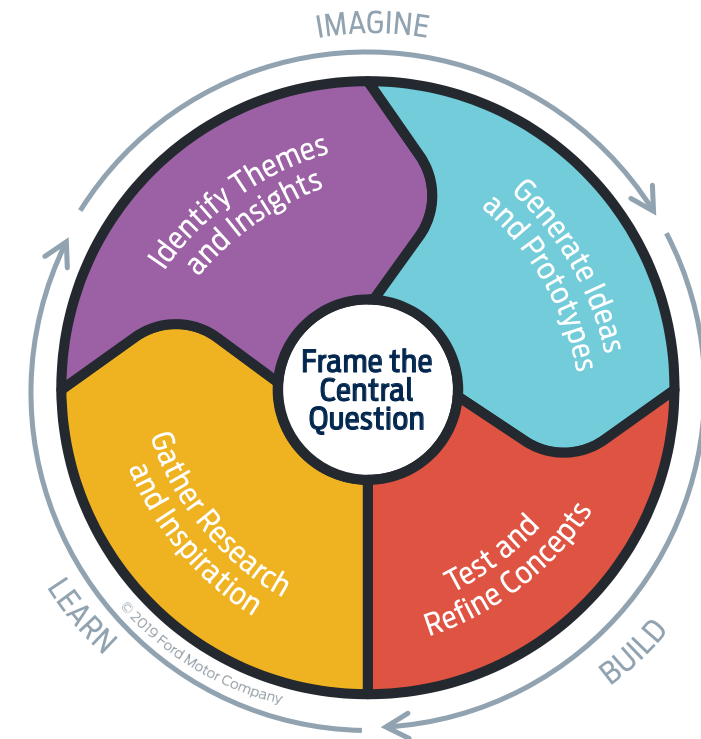 IMAGINE
Identify Themes
and Insights
Generate Ideas
and Prototypes
Frame the
Central
Question
Gather Research
and Inspiration
Test and
Refine Concepts
LEARN
BUILD
© 2019 Ford Motor Company